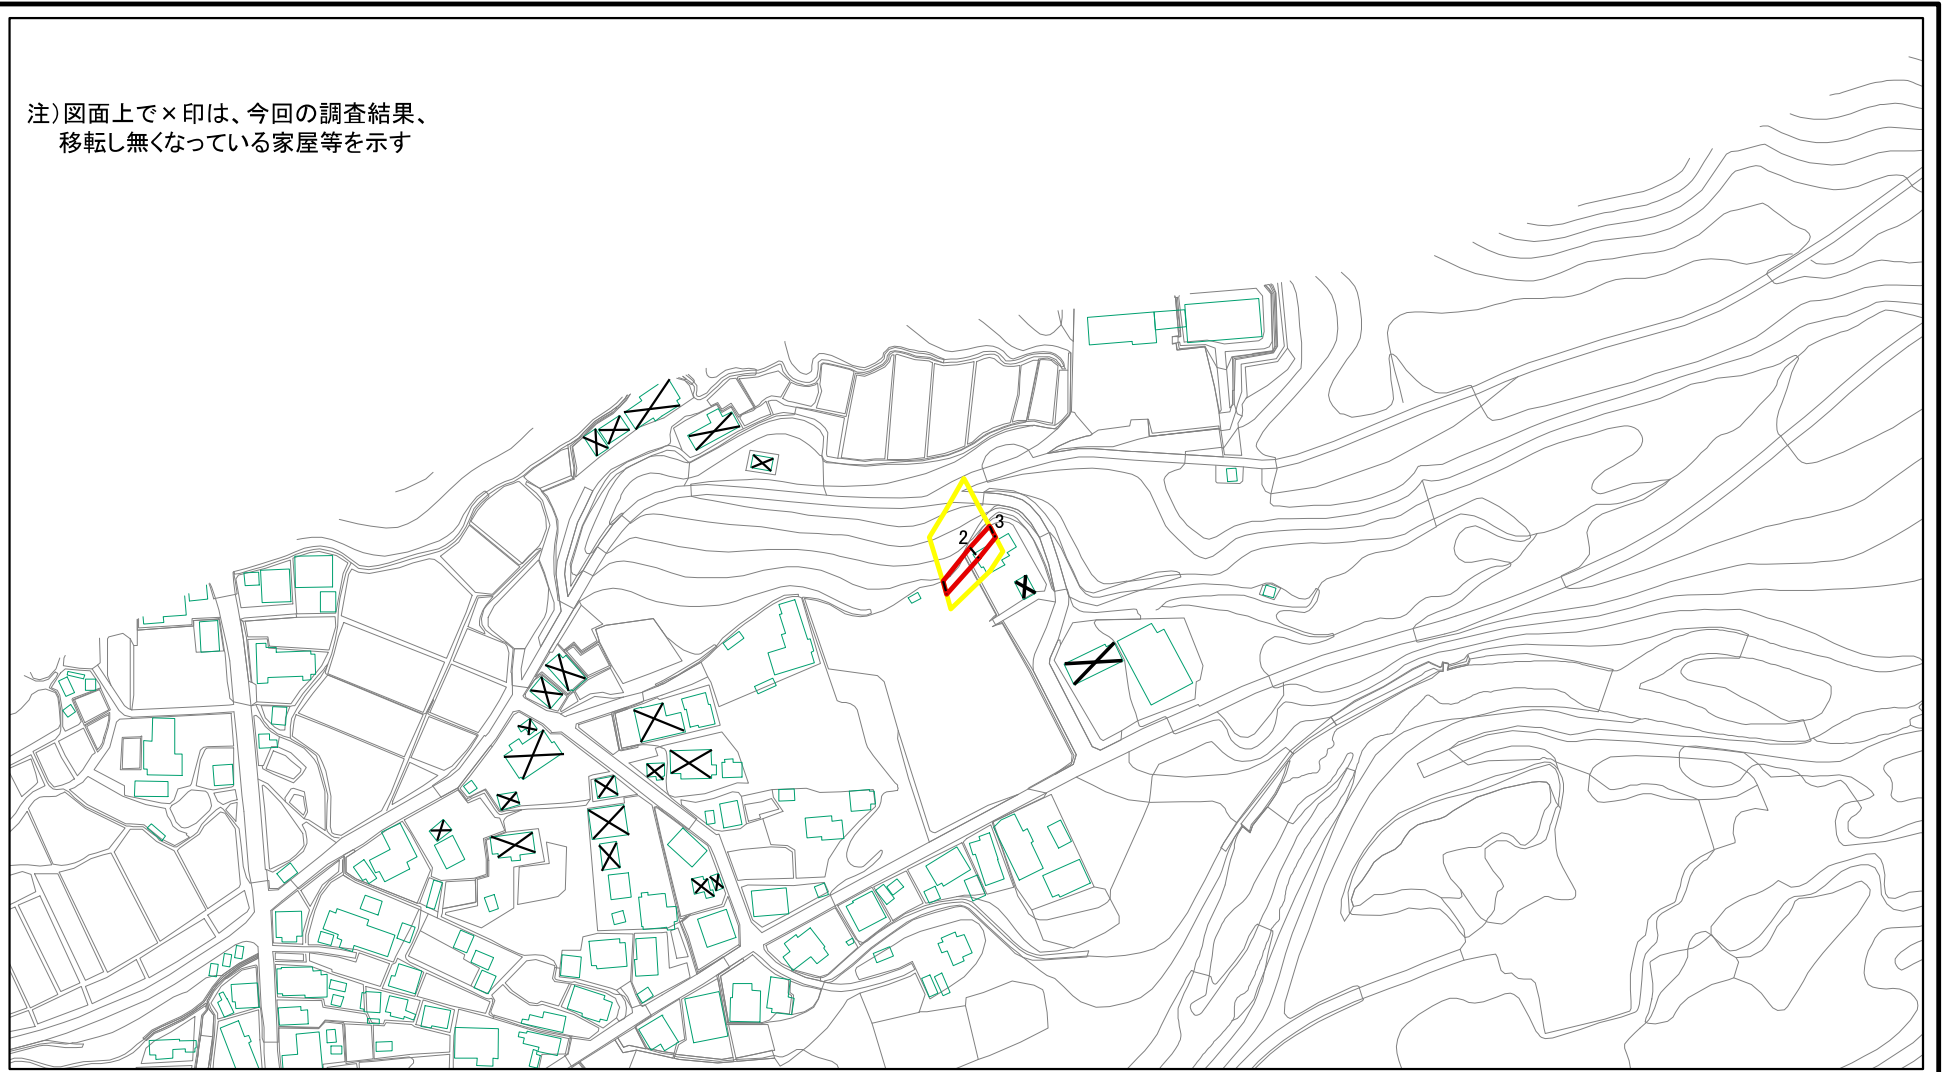 注）図面上で×印は、今回の調査結果、
移転し無くなっている家屋等を示す
3
2